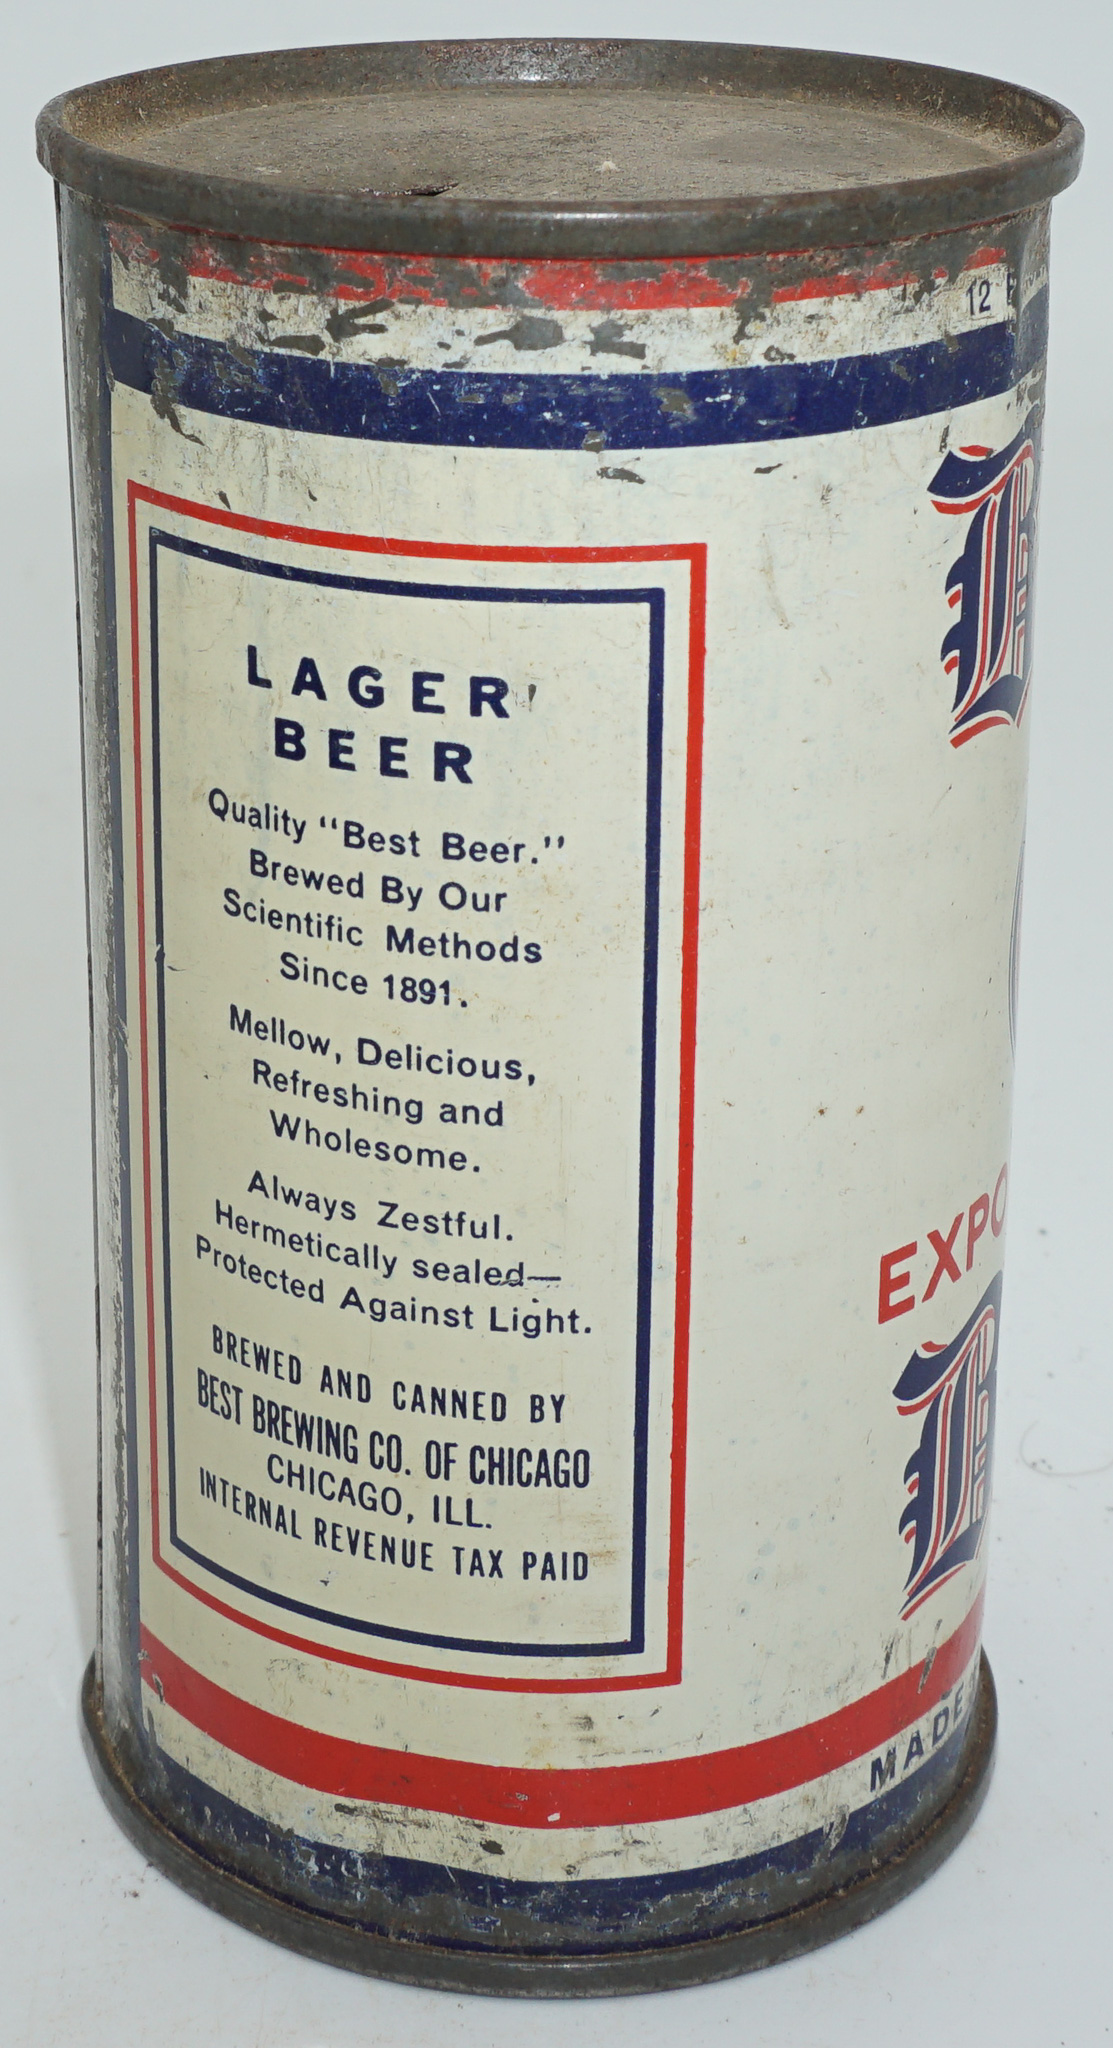 12
LAGER
BEER
Quality "Best Beer."
Brewed By Our
Scientific Methods
Since 1891.
Mellow, Delicious,
Refreshing and
Wholesome.
Always Zestful.
Hermetically sealed—
Protected Against Light.
BREWED AND CANNED BY
BEST BREWING CO. OF CHICAGO
CHICAGO, ILL.
INTERNAL REVENUE TAX PAID
B
EXPO
B
MADE